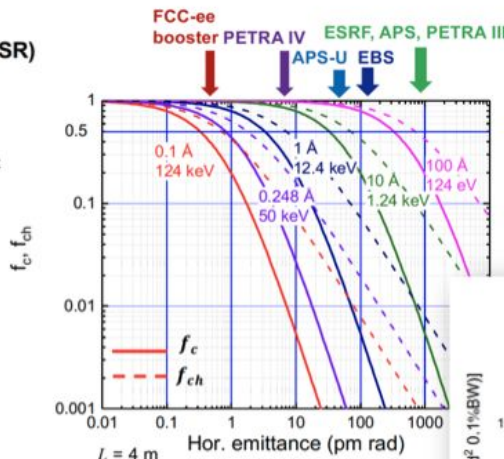 FCC-ee
booster PETRA IV
ESRF, APS, PETRA III
SR)
APS-U EBS
1
0.5
0.1
0.01
0.001
f_c, f_ch
0.1 Å
124 keV
1 Å
12.4 keV
0.248 Å
50 keV
10 Å
1.24 keV
100 Å
124 eV
f_c
f_ch
0.01 0.1 1 10 100 1000
Hor. emittance (pm rad)
L = 4 m
0.1%BW)]